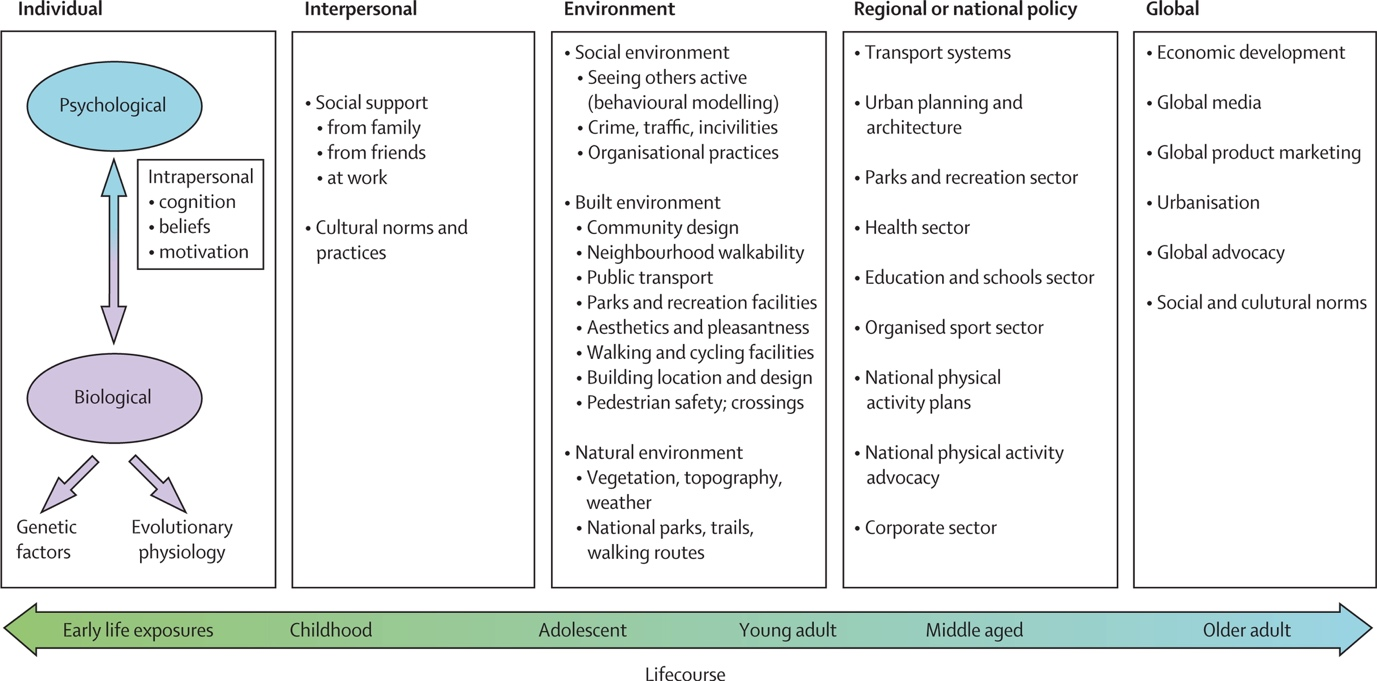 Individual
Psychological
Intrapersonal
• cognition
• beliefs
• motivation
Biological
Genetic
factors
Evolutionary
physiology
Interpersonal
• Social support
• from family
• from friends
• at work
• Cultural norms and
practices
Environment
• Social environment
• Seeing others active
(behavioural modelling)
• Crime, traffic, incivilities
• Organisational practices
• Built environment
• Community design
• Neighbourhood walkability
• Public transport
• Parks and recreation facilities
• Aesthetics and pleasantness
• Walking and cycling facilities
• Building location and design
• Pedestrian safety; crossings
• Natural environment
• Vegetation, topography,
weather
• National parks, trails,
walking routes
Regional or national policy
• Transport systems
• Urban planning and
architecture
• Parks and recreation sector
• Health sector
• Education and schools sector
• Organised sport sector
• National physical
activity plans
• National physical activity
advocacy
• Corporate sector
Global
• Economic development
• Global media
• Global product marketing
• Urbanisation
• Global advocacy
• Social and culutural norms
Early life exposures
Childhood
Adolescent
Young adult
Middle aged
Older adult
Lifecourse